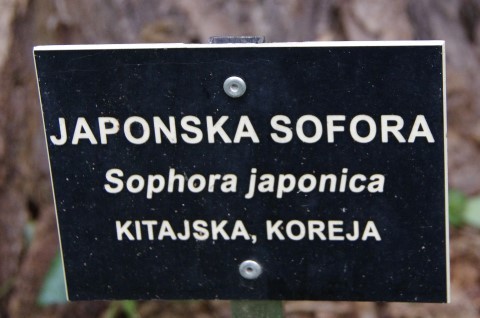 JAPONSKA SOFORA
Sophora japonica
KITAJSKA, KOREJA